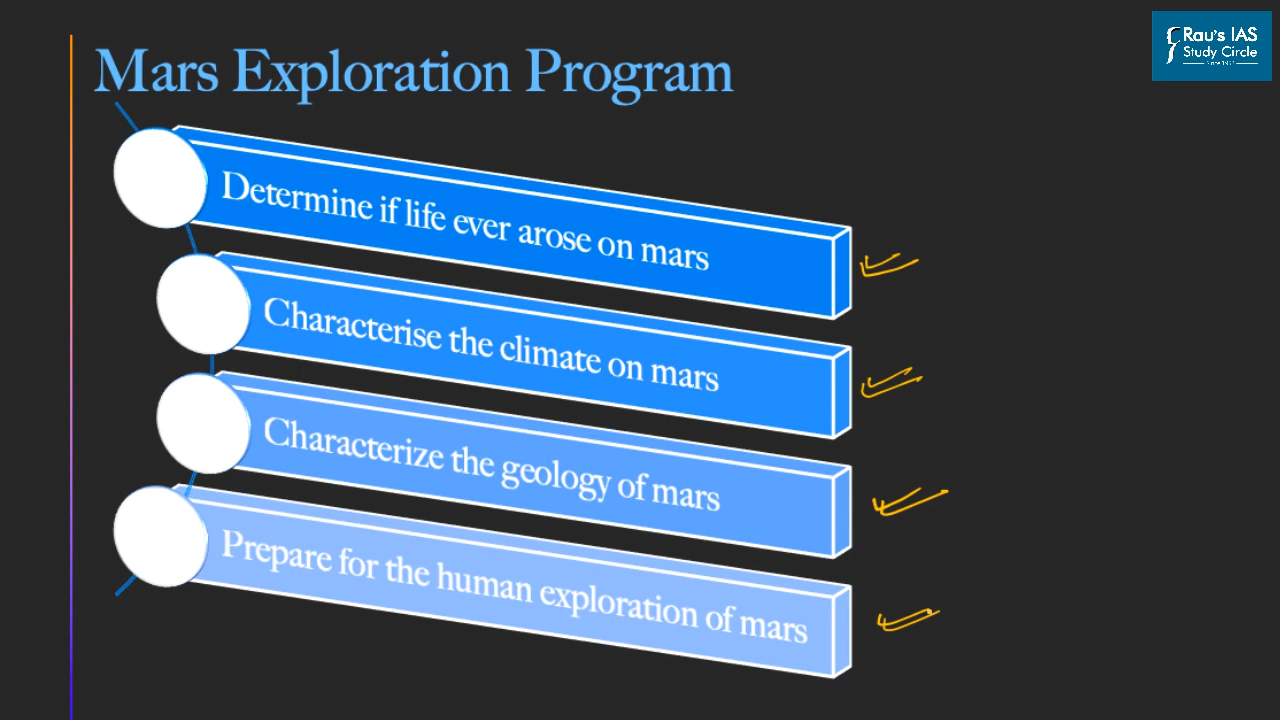 Mars Exploration Program
Rau's IAS
Study Circle
Determine if life ever arose on mars
Characterise the climate on mars
Characterize the geology of mars
Prepare for the human exploration of mars